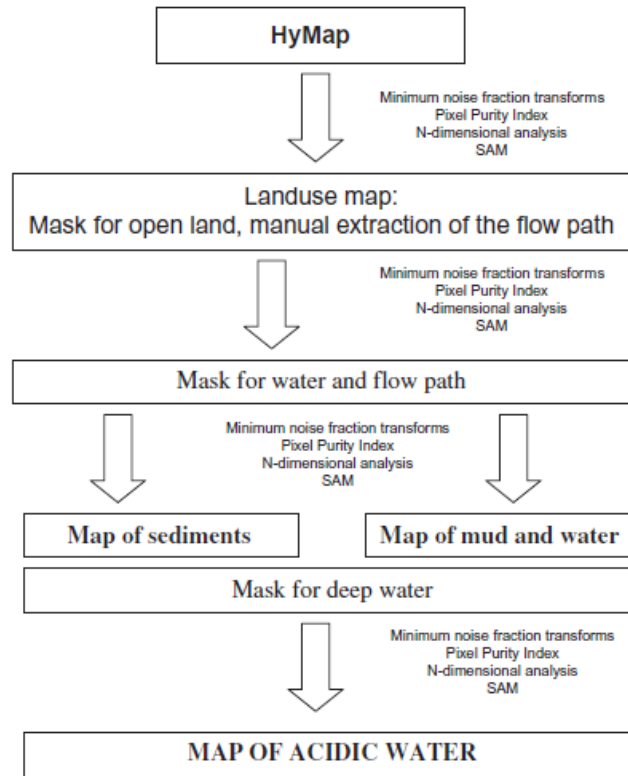 HyMap
Minimum noise fraction transforms
Pixel Purity Index
N-dimensional analysis
SAM
Landuse map:
Mask for open land, manual extraction of the flow path
Minimum noise fraction transforms
Pixel Purity Index
N-dimensional analysis
SAM
Mask for water and flow path
Minimum noise fraction transforms
Pixel Purity Index
N-dimensional analysis
SAM
Map of sediments
Map of mud and water
Mask for deep water
Minimum noise fraction transforms
Pixel Purity Index
N-dimensional analysis
SAM
MAP OF ACIDIC WATER